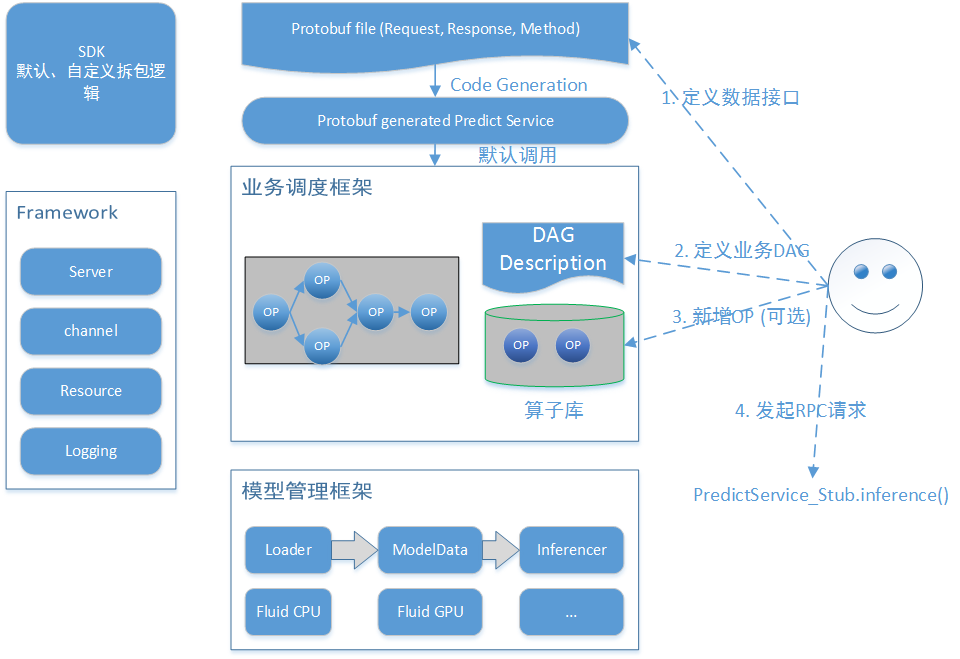 SDK
默认、自定义拆包逻
辑
Protobuf file (Request, Response, Method)
Code Generation
Protobuf generated Predict Service
默认调用
1. 定义数据接口
Framework
Server
channel
Resource
Logging
业务调度框架
OP
OP
OP
OP
OP
DAG
Description
OP
OP
算子库
2. 定义业务DAG
3. 新增OP (可选)
4. 发起RPC请求
PredictService_Stub.inference()
模型管理框架
Loader
ModelData
Inferencer
Fluid CPU
Fluid GPU
...